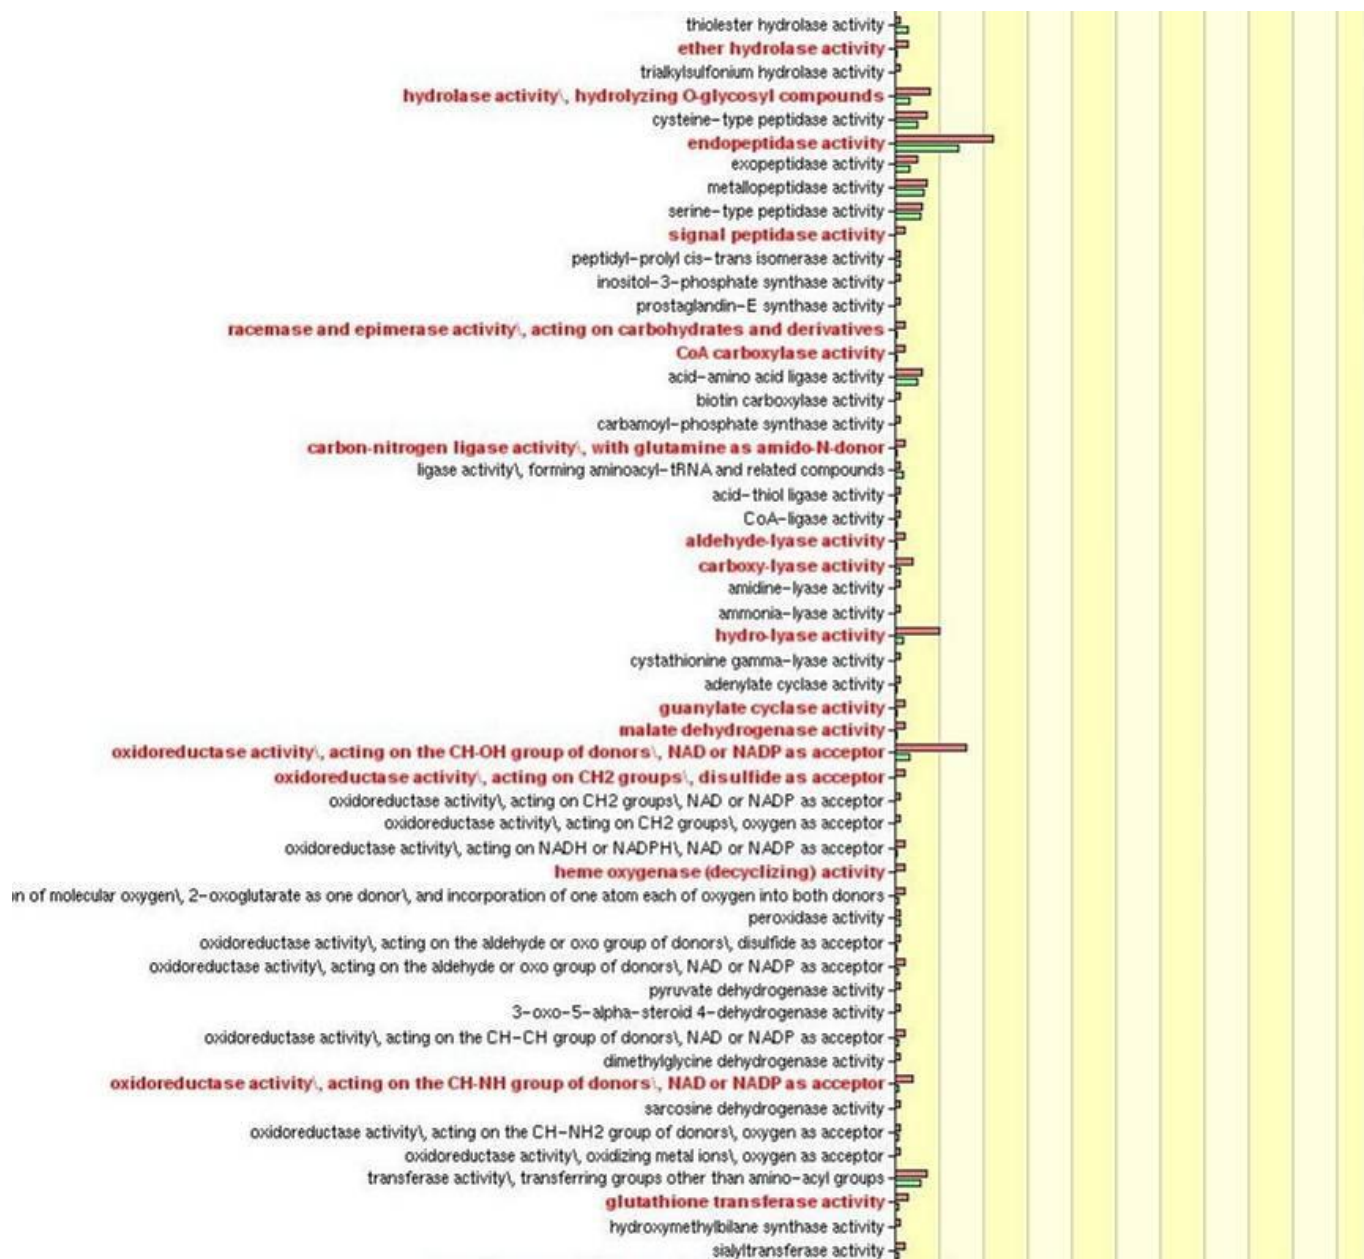 thiolester hydrolase activity
ether hydrolase activity
trialkylsulfonium hydrolase activity
hydrolase activity\, hydrolyzing O-glycosyl compounds
cysteine-type peptidase activity
endopeptidase activity
exopeptidase activity
metallopeptidase activity
serine-type peptidase activity
signal peptidase activity
peptidyl-prolyl cis-trans isomerase activity
inositol-3-phosphate synthase activity
prostaglandin-E synthase activity
racemase and epimerase activity\, acting on carbohydrates and derivatives
CoA carboxylase activity
acid-amino acid ligase activity
biotin carboxylase activity
carbamoyl-phosphate synthase activity
carbon-nitrogen ligase activity\, with glutamine as amido-N-donor
ligase activity\, forming aminoacyl-tRNA and related compounds
acid-thiol ligase activity
CoA-ligase activity
aldehyde-lyase activity
carboxy-lyase activity
amidine-lyase activity
ammonia-lyase activity
hydro-lyase activity
cystathionine gamma-lyase activity
adenylate cyclase activity
guanylate cyclase activity
malate dehydrogenase activity
oxidoreductase activity\, acting on the CH-OH group of donors\, NAD or NADP as acceptor
oxidoreductase activity\, acting on CH2 groups\, disulfide as acceptor
oxidoreductase activity\, acting on CH2 groups\, NAD or NADP as acceptor
oxidoreductase activity\, acting on CH2 groups\, oxygen as acceptor
oxidoreductase activity\, acting on NADH or NADPH\, NAD or NADP as acceptor
heme oxygenase (decyclizing) activity
n of molecular oxygen\, 2-oxoglutarate as one donor\, and incorporation of one atom each of oxygen into both donors
peroxidase activity
oxidoreductase activity\, acting on the aldehyde or oxo group of donors\, disulfide as acceptor
oxidoreductase activity\, acting on the aldehyde or oxo group of donors\, NAD or NADP as acceptor
pyruvate dehydrogenase activity
3-oxo-5-alpha-steroid 4-dehydrogenase activity
oxidoreductase activity\, acting on the CH-CH group of donors\, NAD or NADP as acceptor
dimethylglycine dehydrogenase activity
oxidoreductase activity\, acting on the CH-NH group of donors\, NAD or NADP as acceptor
sarcosine dehydrogenase activity
oxidoreductase activity\, acting on the CH-NH2 group of donors\, oxygen as acceptor
oxidoreductase activity\, oxidizing metal ions\, oxygen as acceptor
transferase activity\, transferring groups other than amino-acyl groups
glutathione transferase activity
hydroxymethylbilane synthase activity
sialyltransferase activity